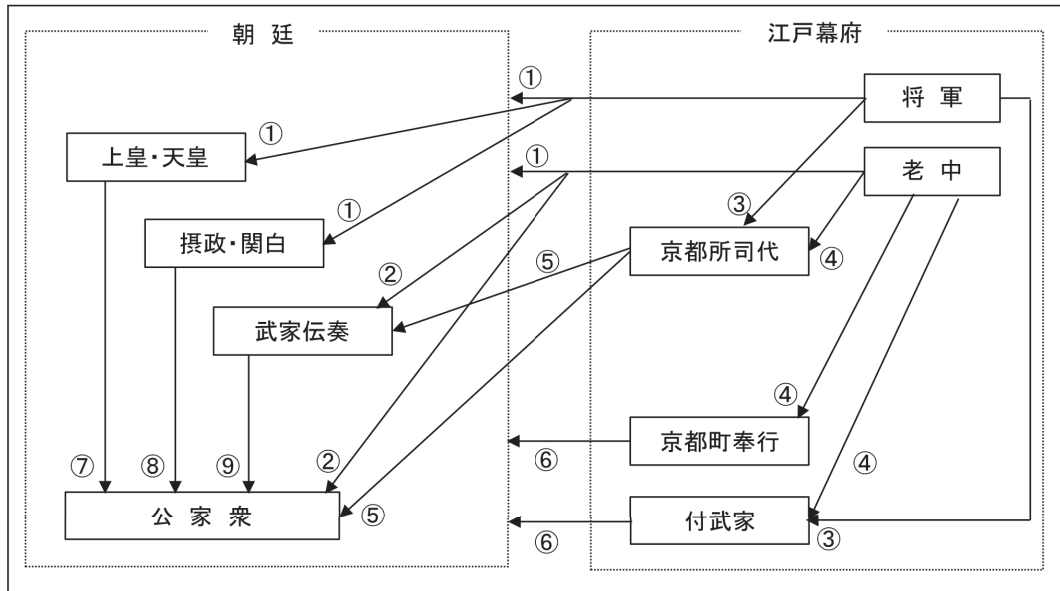 朝 廷
江戸幕府
①
将 軍
①
上皇・天皇
①
老 中
①
摂政・関白
③
京都所司代
④
②
⑤
武家伝奏
④
京都町奉行
⑥
⑦
⑧
⑨
②
④
公 家 衆
⑤
付武家
⑥
③